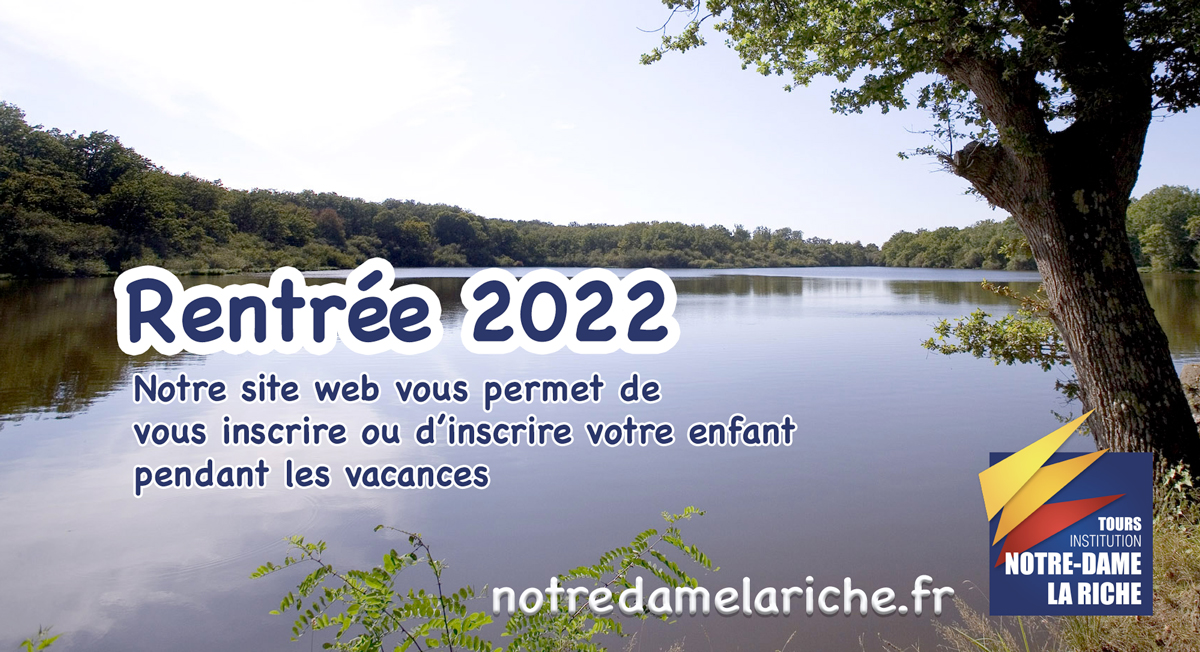 Rentrée 2022
Notre site web vous permet de
vous inscrire ou d'inscrire votre enfant
pendant les vacances
notredamelariche.fr
TOURS
INSTITUTION
NOTRE-DAME
LA RICHE